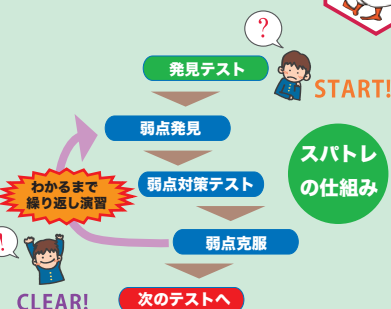 ?
発見テスト
START!
弱点発見
スパトレ
の仕組み
わかるまで
繰り返し演習
弱点対策テスト
弱点克服
!
CLEAR!
次のテストへ